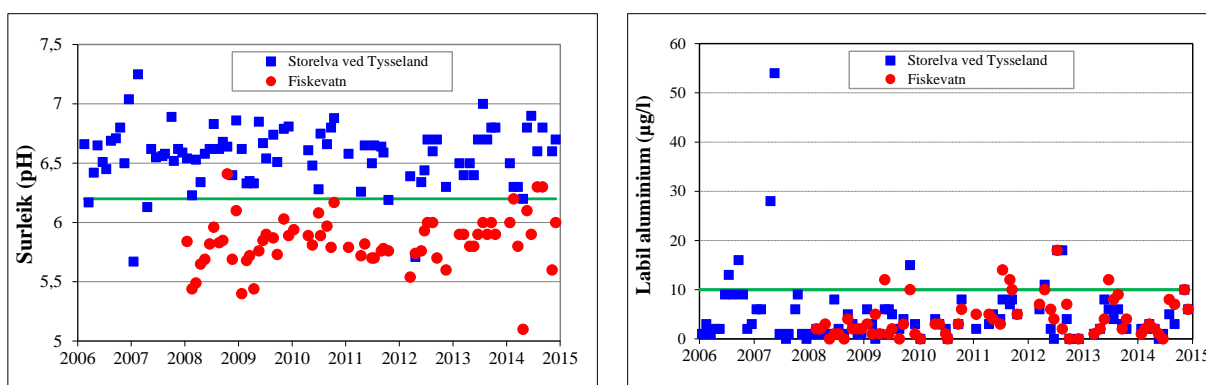 Surleik (pH)
7,5
7
6,5
6
5,5
5
Storelva ved Tysseland
Fiskevatn
2006 2007 2008 2009 2010 2011 2012 2013 2014 2015
Labil aluminium (µg/l)
60
50
40
30
20
10
0
Storelva ved Tysseland
Fiskevatn
2006 2007 2008 2009 2010 2011 2012 2013 2014 2015